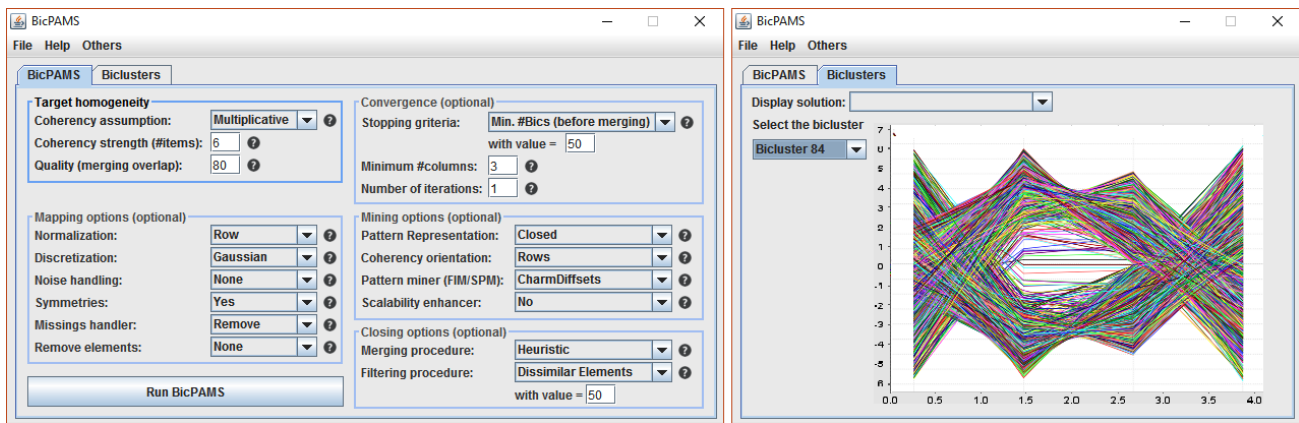 BicPAMS
File Help Others
BicPAMS Biclusters
Target homogeneity
Coherency assumption: Multiplicative
Coherency strength (#items): 6
Quality (merging overlap): 80
Convergence (optional)
Stopping griteria: Min. #Bics (before merging)
with value = 50
Minimum #columns: 3
Number of iterations: 1
Mapping options (optional)
Normalization: Row
Discretization: Gaussian
Noise handling: None
Symmetries: Yes
Missings handler: Remove
Remove elements: None
Mining options (optional)
Pattern Representation: Closed
Coherency orientation: Rows
Pattern miner (FIM/SPM): CharmDiffsets
Scalability enhancer: No
Closing options (optional)
Merging procedure: Heuristic
Filtering procedure: Dissimilar Elements
with value = 50
Run BicPAMS
BicPAMS
File Help Others
BicPAMS Biclusters
Display solution:
Select the bicluster
Bicluster 84
7
5
4
3
2
1
0
-1
-2
-3
-4
-5
6
0.0 0.5 1.0 1.5 2.0 2.5 3.0 3.5 4.0